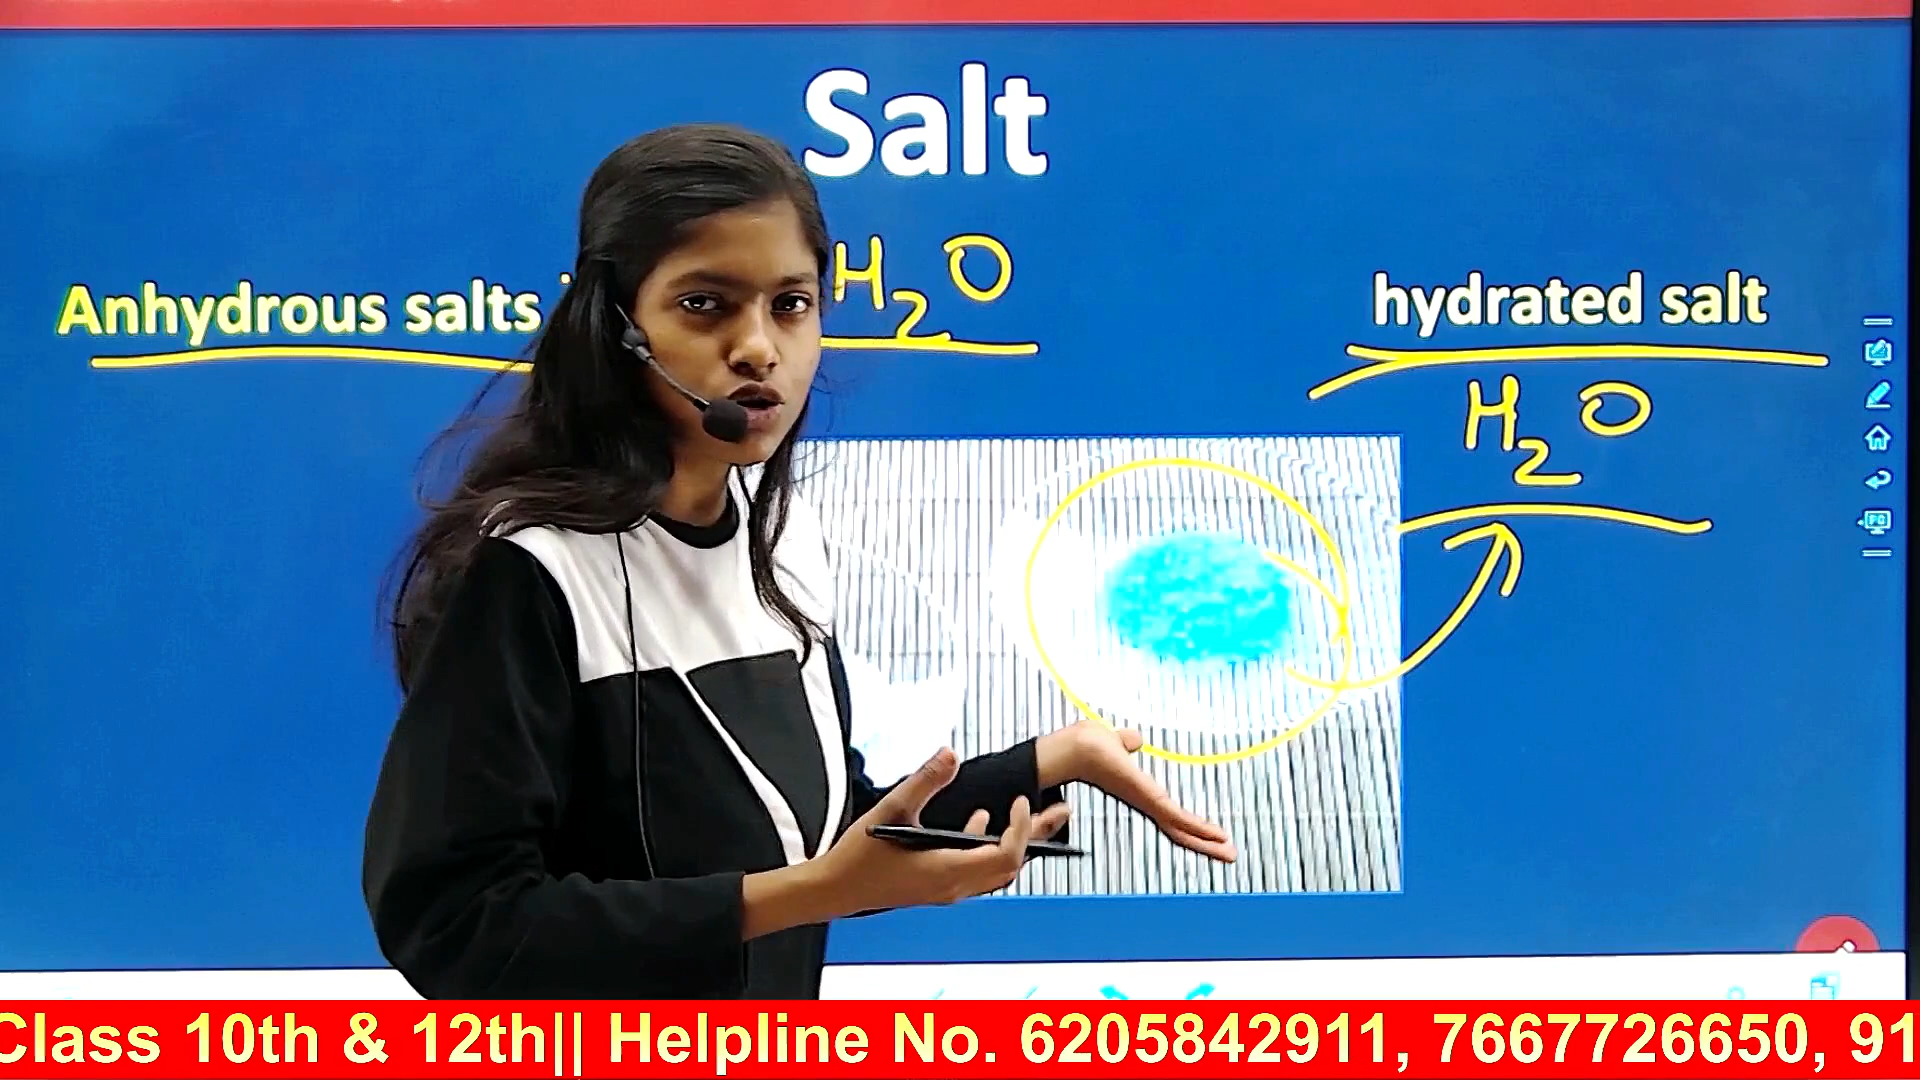 Salt
Anhydrous salts
H2O
hydrated salt
H2O
Class 10th & 12th|| Helpline No. 6205842911, 7667726650, 91